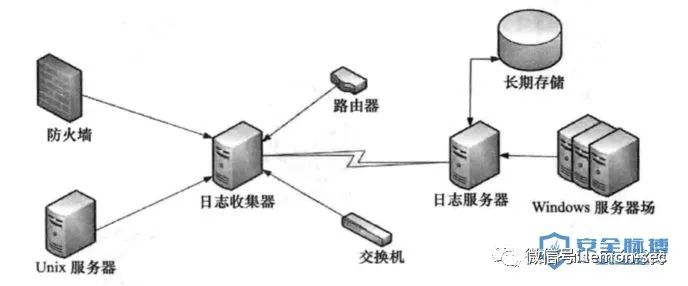 防火墙
路由器
长期存储
日志收集器
日志服务器
Windows 服务器场
Unix 服务器
交换机
安全脉搏
微信号: lemon-sec